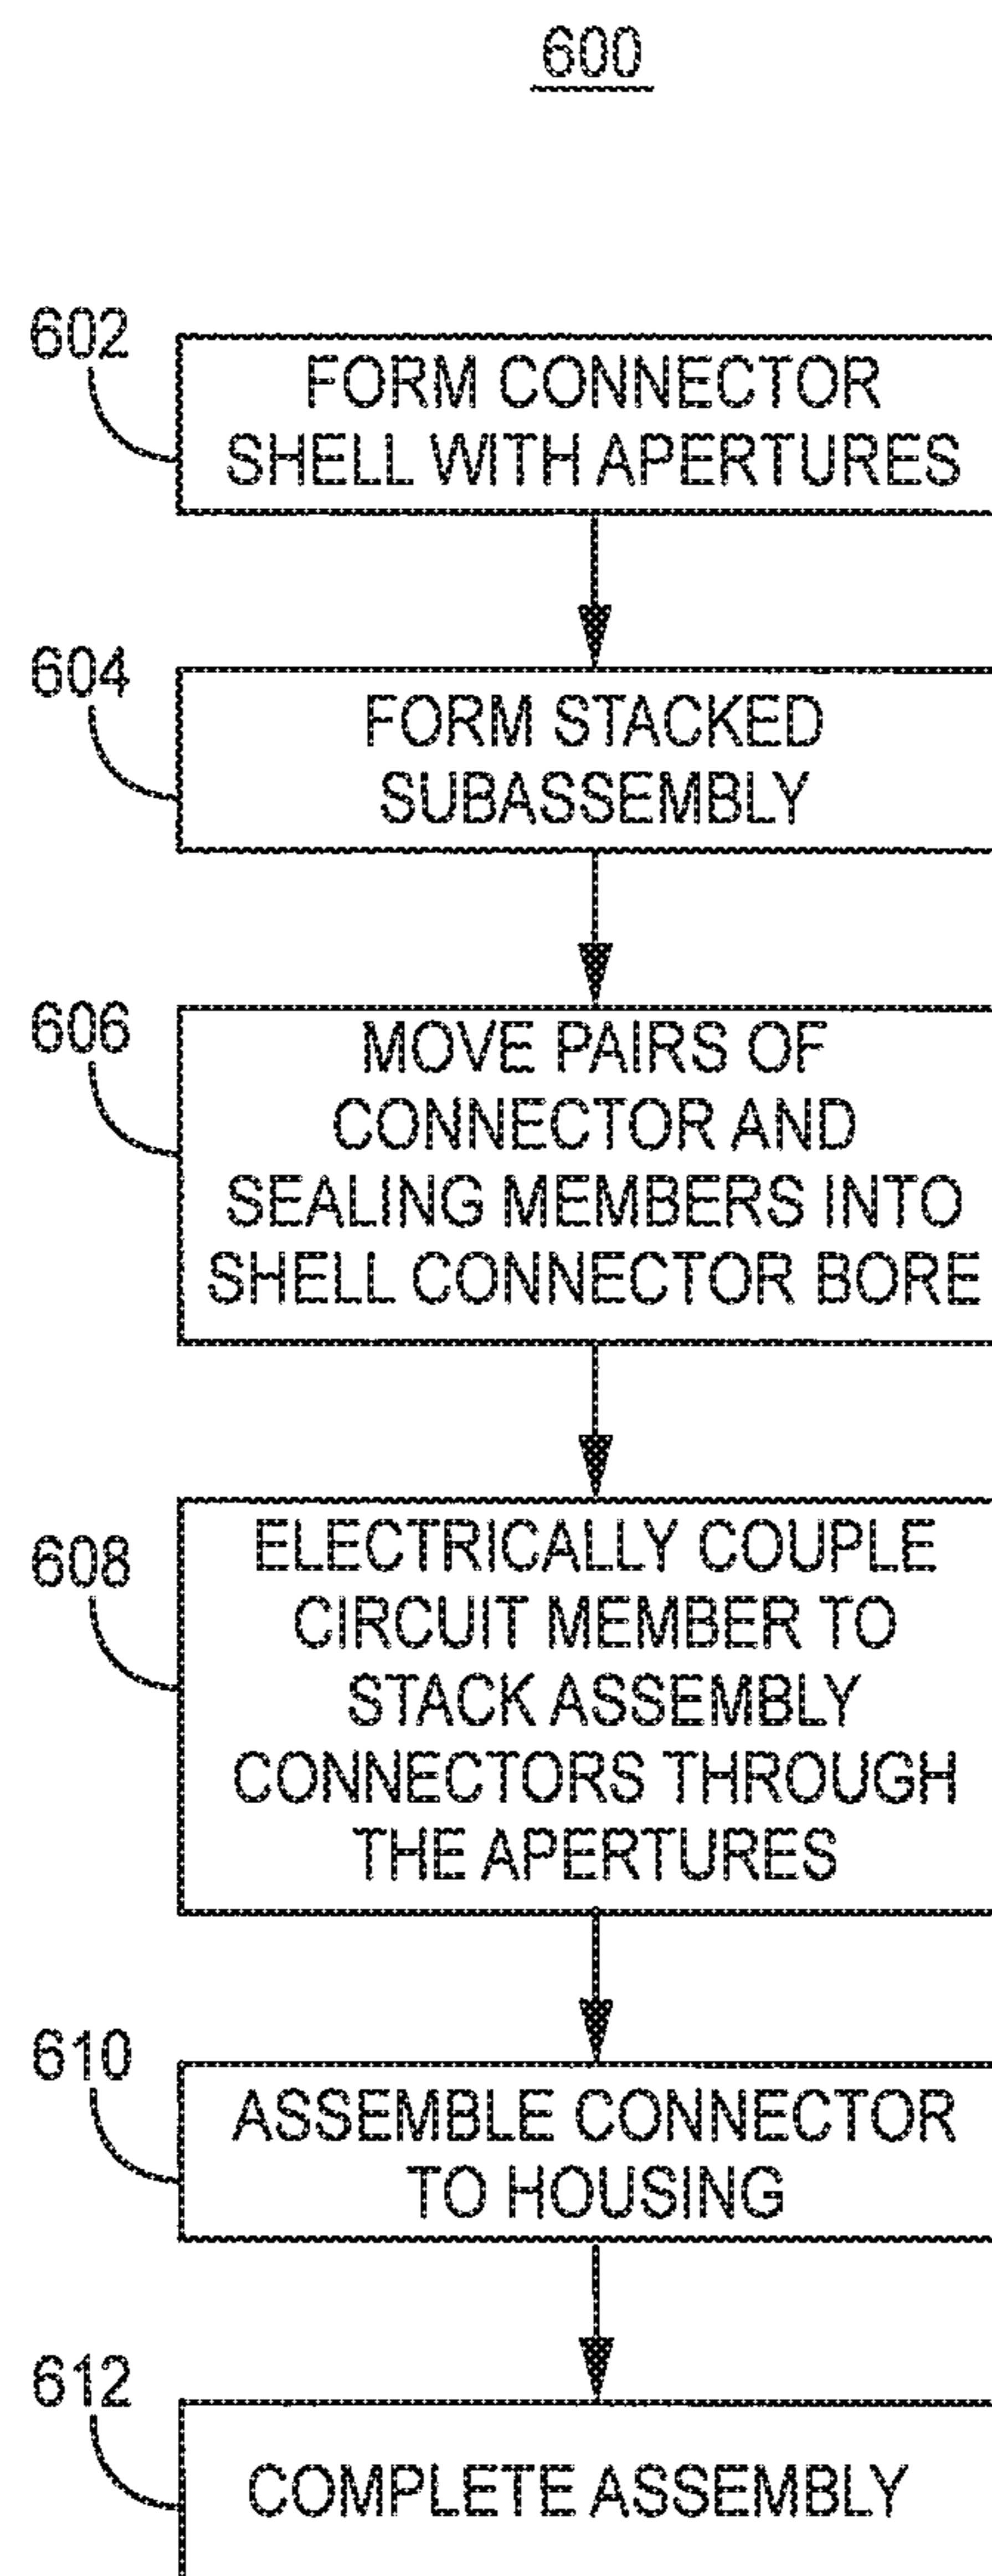 600
602
FORM CONNECTOR
SHELL WITH APERTURES
604
FORM STACKED
SUBASSEMBLY
606
MOVE PAIRS OF
CONNECTOR AND
SEALING MEMBERS INTO
SHELL CONNECTOR BORE
608
ELECTRICALLY COUPLE
CIRCUIT MEMBER TO
STACK ASSEMBLY
CONNECTORS THROUGH
THE APERTURES
610
ASSEMBLE CONNECTOR
TO HOUSING
612
COMPLETE ASSEMBLY